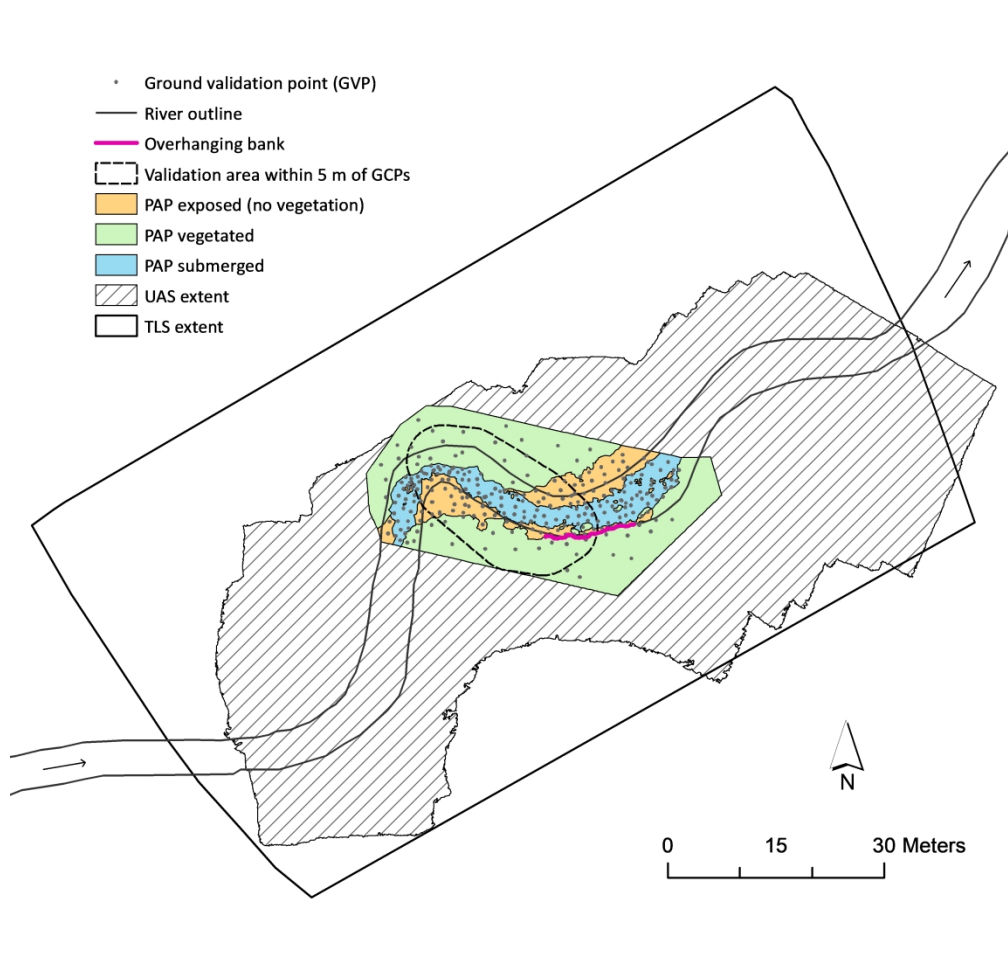 Ground validation point (GVP)
River outline
Overhanging bank
Validation area within 5 m of GCPs
PAP exposed (no vegetation)
PAP vegetated
PAP submerged
UAS extent
TLS extent
N
0 15 30 Meters